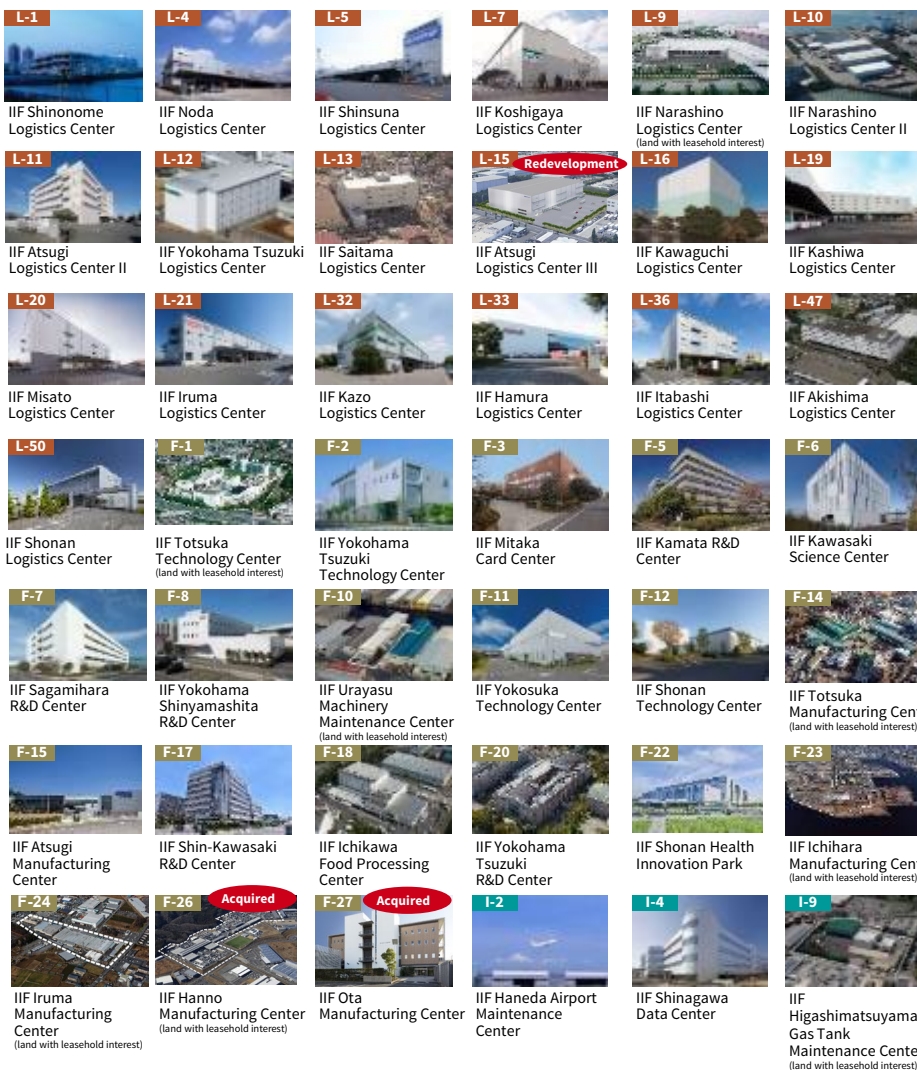 L-1
IIF Shinonome
Logistics Center
L-4
IIF Noda
Logistics Center
L-5
IIF Shinsuna
Logistics Center
L-7
IIF Koshigaya
Logistics Center
L-9
IIF Narashino
Logistics Center
(land with leasehold interest)
L-10
IIF Narashino
Logistics Center II
L-11
IIF Atsugi
Logistics Center II
L-12
IIF Yokohama Tsuzuki
Logistics Center
L-13
IIF Saitama
Logistics Center
L-15
Redevelopment
IIF Atsugi
Logistics Center III
L-16
IIF Kawaguchi
Logistics Center
L-19
IIF Kashiwa
Logistics Center
L-20
IIF Misato
Logistics Center
L-21
IIF Iruma
Logistics Center
L-32
IIF Kazo
Logistics Center
L-33
IIF Hamura
Logistics Center
L-36
IIF Itabashi
Logistics Center
L-47
IIF Akishima
Logistics Center
L-50
IIF Shonan
Logistics Center
F-1
IIF Totsuka
Technology Center
(land with leasehold interest)
F-2
IIF Yokohama
Tsuzuki
Technology Center
F-3
IIF Mitaka
Card Center
F-5
IIF Kamata R&D
Center
F-6
IIF Kawasaki
Science Center
F-7
IIF Sagamihara
R&D Center
F-8
IIF Yokohama
Shinyamashita
R&D Center
F-10
IIF Urayasu
Machinery
Maintenance Center
(land with leasehold interest)
F-11
IIF Yokosuka
Technology Center
F-12
IIF Shonan
Technology Center
F-14
IIF Totsuka
Manufacturing Cen
(land with leasehold interest)
F-15
IIF Atsugi
Manufacturing
Center
F-17
IIF Shin-Kawasaki
R&D Center
F-18
IIF Ichikawa
Food Processing
Center
F-20
IIF Yokohama
Tsuzuki
R&D Center
F-22
IIF Shonan Health
Innovation Park
F-23
IIF Ichihara
Manufacturing Cen
(land with leasehold interest)
F-24
IIF Iruma
Manufacturing
Center
(land with leasehold interest)
F-26
Acquired
IIF Hanno
Manufacturing Center
(land with leasehold interest)
F-27
Acquired
IIF Ota
Manufacturing Center
I-2
IIF Haneda Airport
Maintenance
Center
I-4
IIF Shinagawa
Data Center
I-9
IIF
Higashimatsuyama
Gas Tank
Maintenance Cente
(land with leasehold interest)